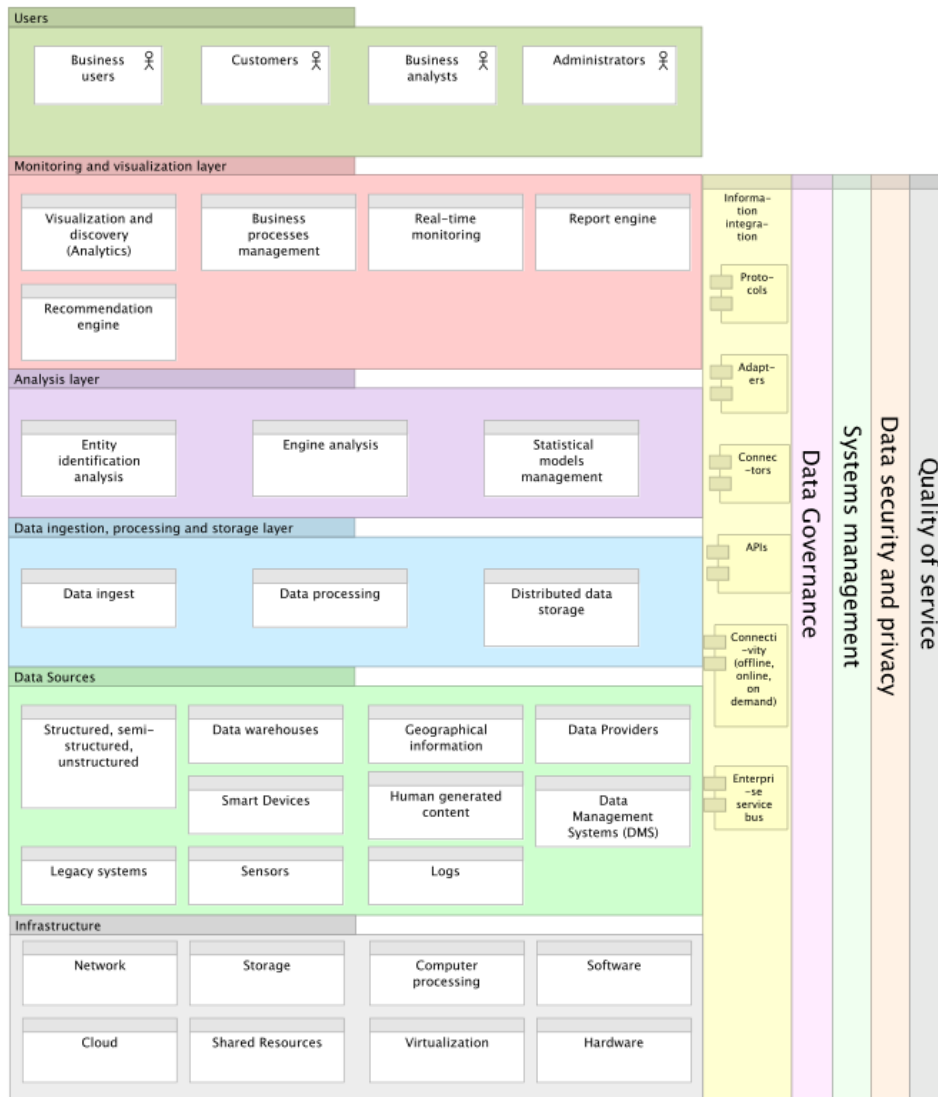 Users
Business
users
Customers
Business
analysts
Administrators
Monitoring and visualization layer
Visualization and
discovery
(Analytics)
Business
processes
management
Real-time
monitoring
Report engine
Recommendation
engine
Analysis layer
Entity
identification
analysis
Engine analysis
Statistical
models
management
Data ingestion, processing and storage layer
Data ingest
Data processing
Distributed data
storage
Data Sources
Structured, semi-
structured,
unstructured
Data warehouses
Geographical
information
Data Providers
Smart Devices
Human generated
content
Data
Management
Systems (DMS)
Legacy systems
Sensors
Logs
Infrastructure
Network
Storage
Computer
processing
Software
Cloud
Shared Resources
Virtualization
Hardware
Informa-
tion
integra-
tion
Proto-
cols
Adapt-
ers
Connec
-tors
APIs
Connecti
-vity
(offline,
online,
on
demand)
Enterpri
-se
service
bus
Data Governance
Systems management
Data security and privacy
Quality of service